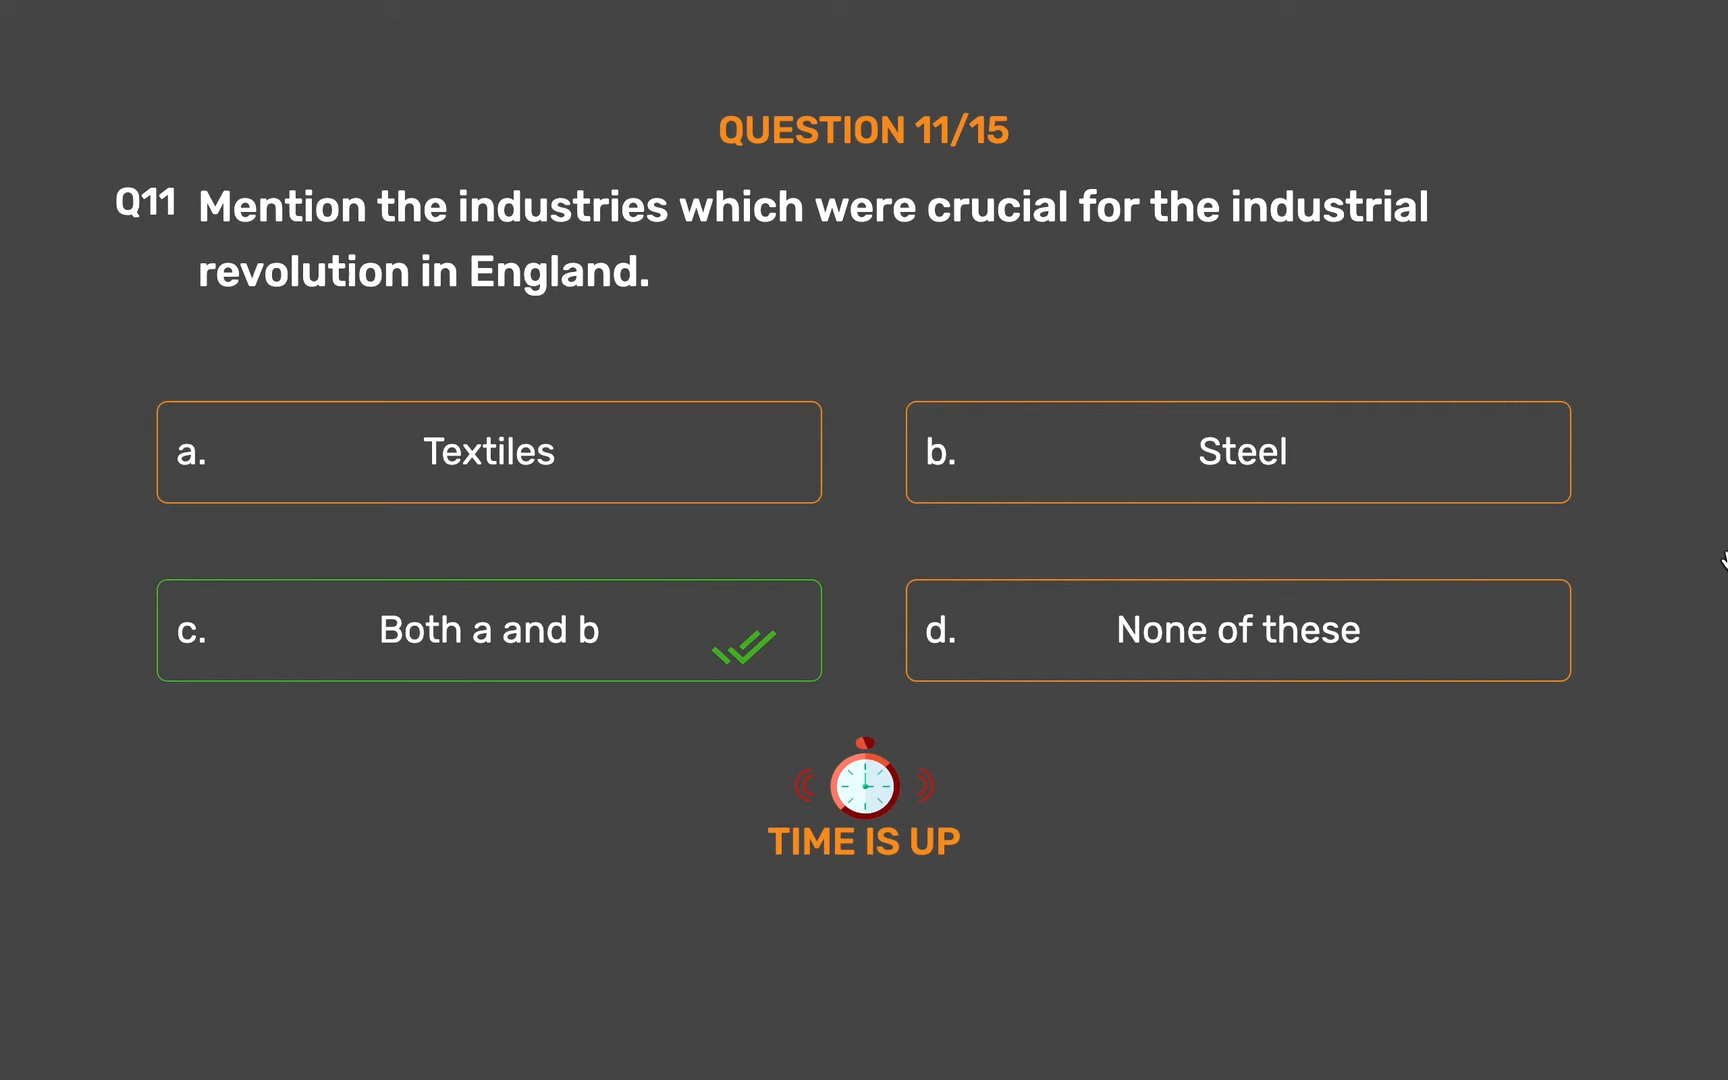 QUESTION 11/15
Q11 Mention the industries which were crucial for the industrial
revolution in England.
a. Textiles
b. Steel
c. Both a and b
d. None of these
TIME IS UP